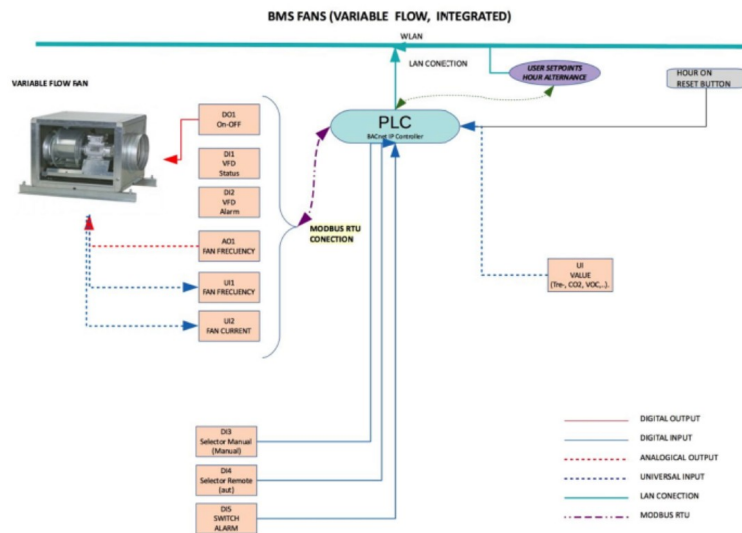 BMS FANS (VARIABLE FLOW, INTEGRATED)
WLAN
LAN CONECTION
USER SETPOINTS
HOUR ALTERNANCE
HOUR ON
RESET BUTTON
VARIABLE FLOW FAN
DO1
On-OFF
PLC
BACnet IP Controller
DI1
VFD
Status
DI2
VFD
Alarm
MODBUS RTU
CONECTION
AO1
FAN FRECUENCY
UI1
FAN FRECUENCY
UI2
FAN CURRENT
UI
VALUE
(Tre-, CO2, VOC,..).
DI3
Selector Manual
(Manual)
DI4
Selector Remote
(aut)
DI5
SWITCH
ALARM
DIGITAL OUTPUT
DIGITAL INPUT
ANALOGICAL OUTPUT
UNIVERSAL INPUT
LAN CONECTION
MODBUS RTU